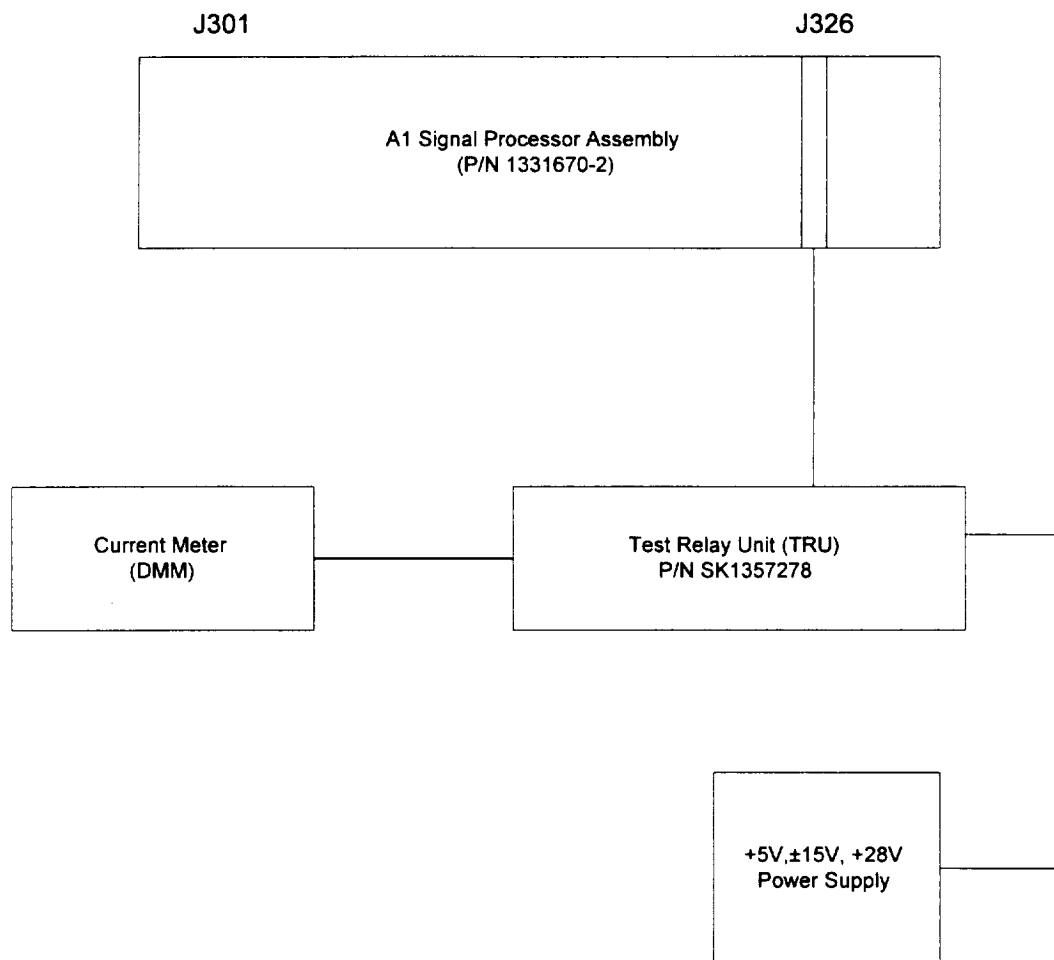 J301
J326
A1 Signal Processor Assembly
(P/N 1331670-2)
Current Meter
(DMM)
Test Relay Unit (TRU)
P/N SK1357278
+5V,±15V, +28V
Power Supply